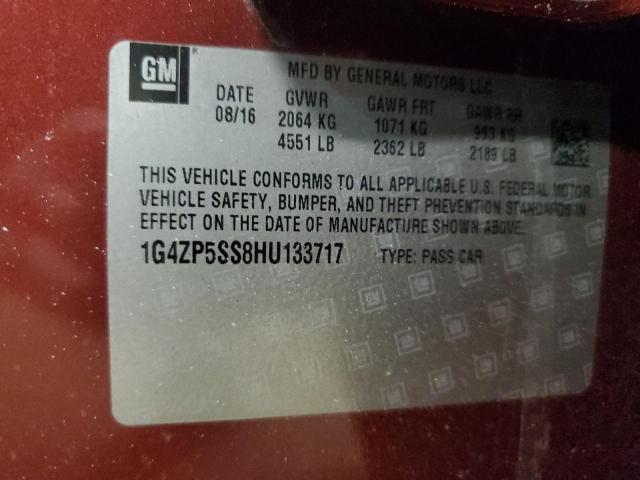 GM
MFD BY GENERAL MOTORS LLC
DATE GVWR GAWR FRT GAWR RR
08/16 2064 KG 1071 KG 993 KG
4551 LB 2362 LB 2189 LB
THIS VEHICLE CONFORMS TO ALL APPLICABLE U.S. FEDERAL MOTOR
VEHICLE SAFETY, BUMPER, AND THEFT PREVENTION STANDARDS IN
EFFECT ON THE DATE OF MANUFACTURE SHOWN ABOVE.
1G4ZP5SS8HU133717 TYPE: PASS CAR